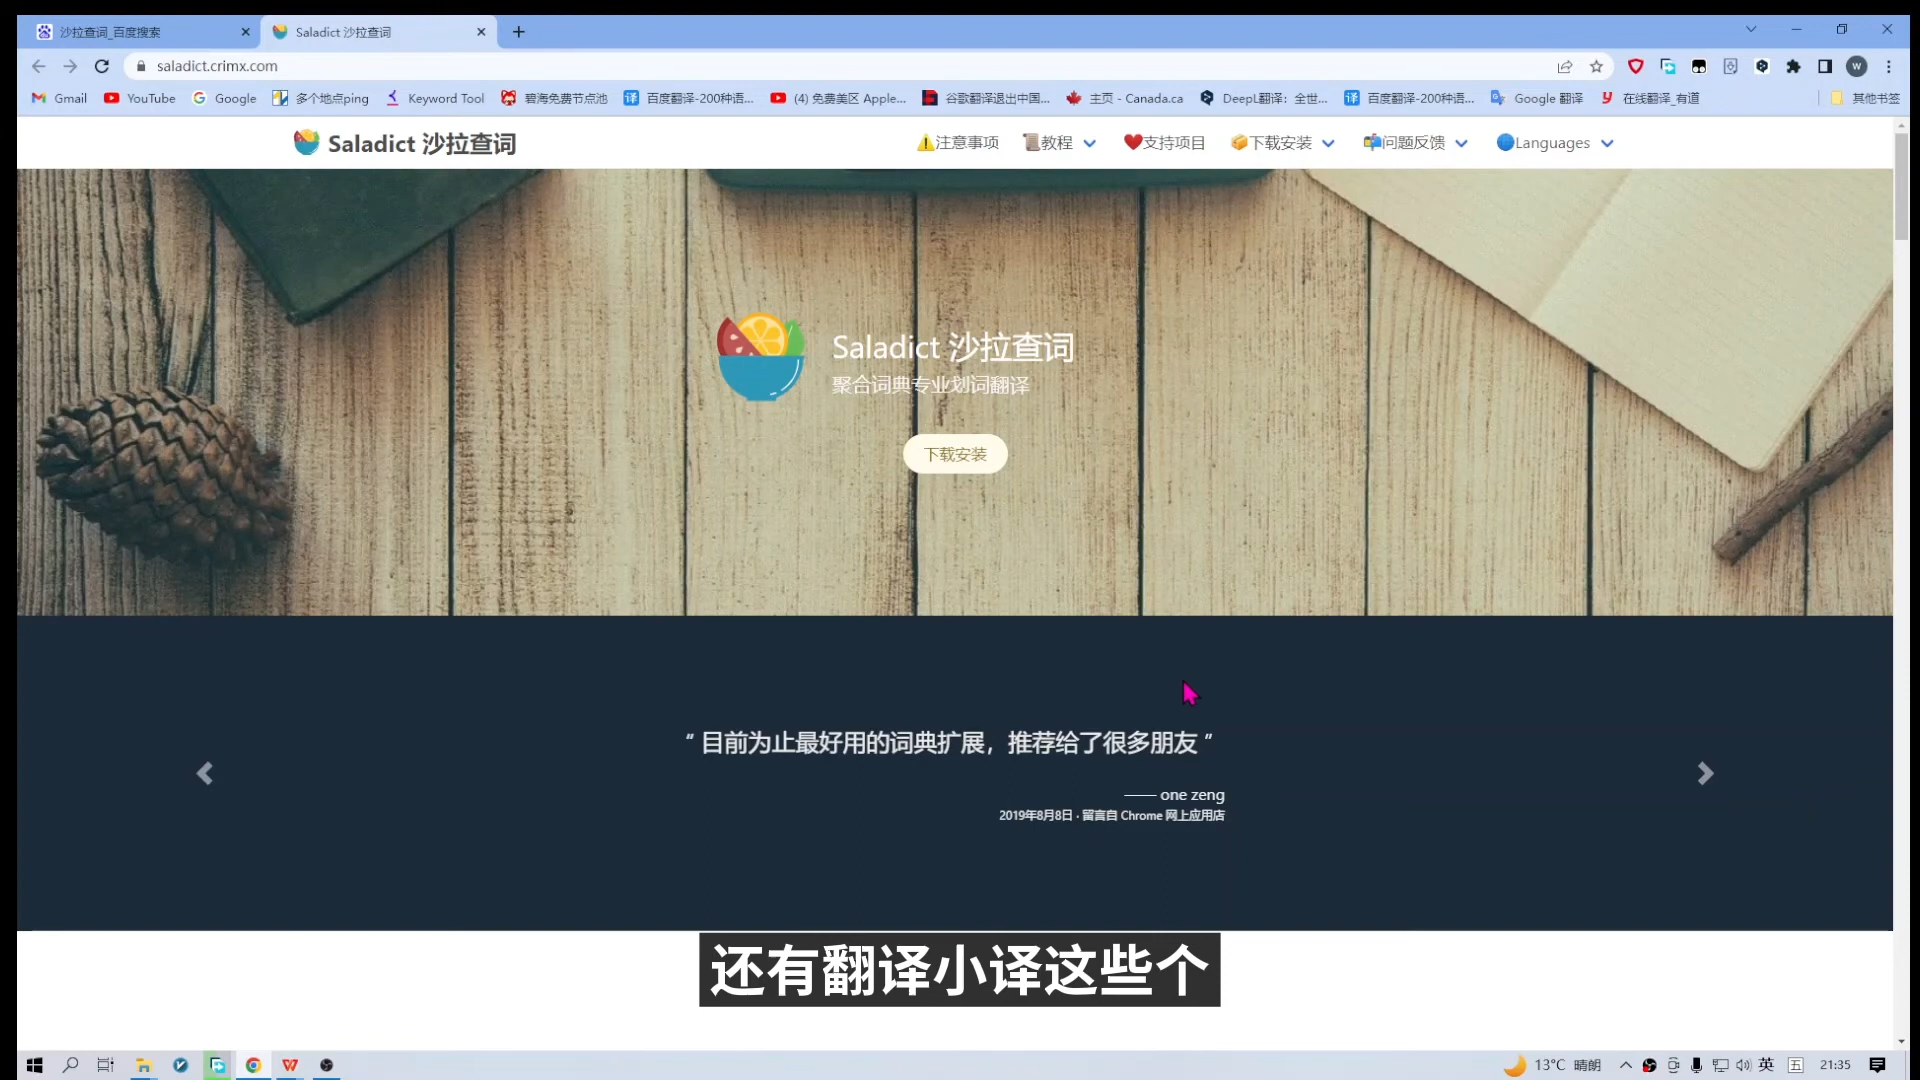 沙拉查词_百度搜索
Saladict 沙拉查词
saladict.crimx.com
W
Gmail
YouTube
Google
多个地点ping
Keyword Tool
碧海免费节点池
百度翻译-200种语...
(4) 免费美区 Apple...
谷歌翻译退出中国...
主页 - Canada.ca
DeepL翻译：全世...
百度翻译-200种语...
Google 翻译
在线翻译_有道
其他书签
Saladict 沙拉查词
注意事项
教程
支持项目
下载安装
问题反馈
Languages
Saladict 沙拉查词
聚合词典专业划词翻译
下载安装
“ 目前为止最好用的词典扩展，推荐给了很多朋友 ”
—— one zeng
2019年8月8日 · 留言自 Chrome 网上应用店
还有翻译小译这些个
13°C 晴朗
英
五
21:35